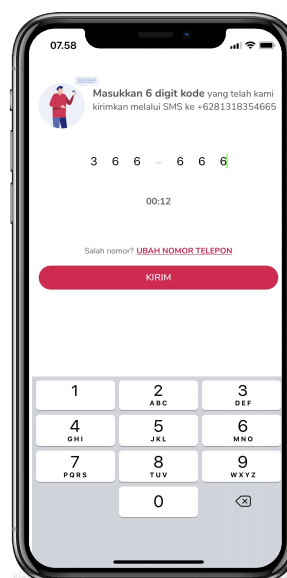 07.58
Masukkan 6 digit kode yang telah kami
kirimkan melalui SMS ke +6281318354665
3 6 6 – 6 6 6
00:12
Salah nomor? UBAH NOMOR TELEPON
KIRIM
1 2 3
ABC DEF
4 5 6
GHI JKL MNO
7 8 9
PQRS TUV WXYZ
0